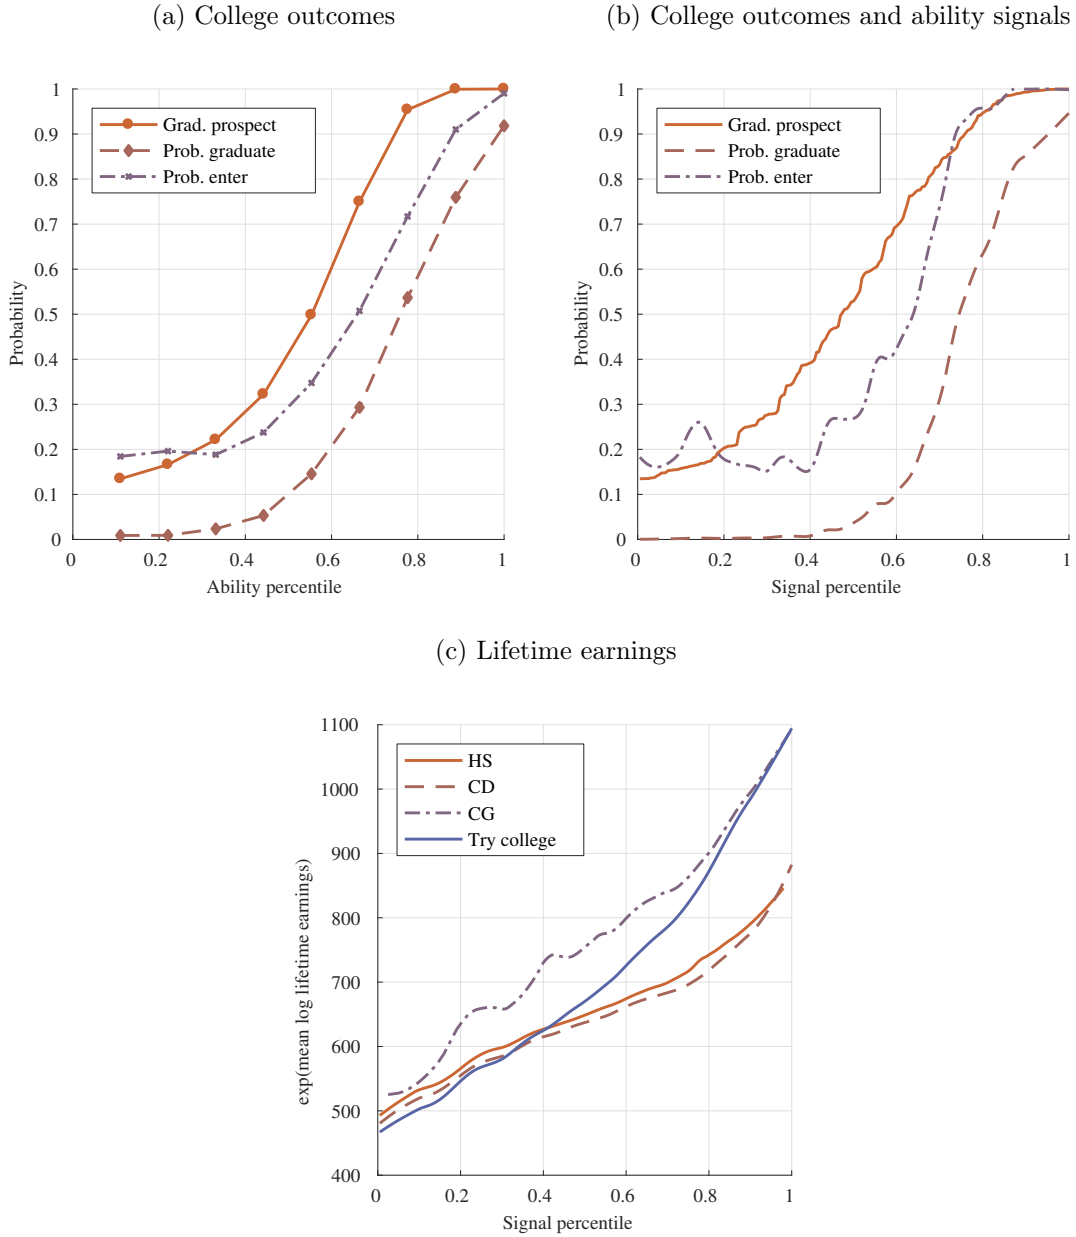 (a) College outcomes
Probability
1
0.9
0.8
0.7
0.6
0.5
0.4
0.3
0.2
0.1
0
Grad. prospect
Prob. graduate
Prob. enter
0 0.2 0.4 0.6 0.8 1
Ability percentile
(b) College outcomes and ability signals
Probability
1
0.9
0.8
0.7
0.6
0.5
0.4
0.3
0.2
0.1
0
Grad. prospect
Prob. graduate
Prob. enter
0 0.2 0.4 0.6 0.8 1
Signal percentile
(c) Lifetime earnings
exp(mean log lifetime earnings)
1100
1000
900
800
700
600
500
400
HS
CD
CG
Try college
0 0.2 0.4 0.6 0.8 1
Signal percentile